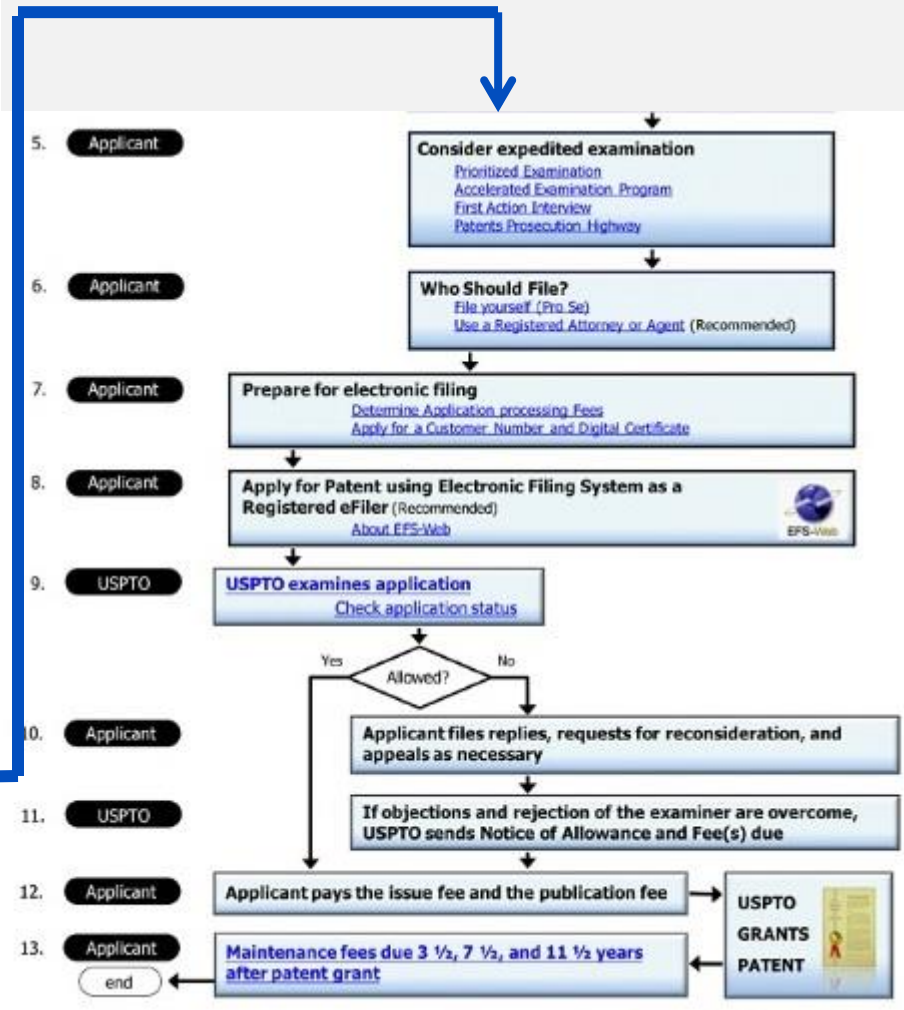 5. Applicant
Consider expedited examination
Prioritized Examination
Accelerated Examination Program
First Action Interview
Patents Prosecution Highway
6. Applicant
Who Should File?
File yourself (Pro Se)
Use a Registered Attorney or Agent (Recommended)
7. Applicant
Prepare for electronic filing
Determine Application processing Fees
Apply for a Customer Number and Digital Certificate
8. Applicant
Apply for Patent using Electronic Filing System as a
Registered eFiler (Recommended)
About EFS-Web
EFS-Web
9. USPTO
USPTO examines application
Check application status
Yes
Allowed?
No
10. Applicant
Applicant files replies, requests for reconsideration, and
appeals as necessary
11. USPTO
If objections and rejection of the examiner are overcome,
USPTO sends Notice of Allowance and Fee(s) due
12. Applicant
Applicant pays the issue fee and the publication fee
USPTO
GRANTS
PATENT
13. Applicant
Maintenance fees due 3 ½, 7 ½, and 11 ½ years
after patent grant
end